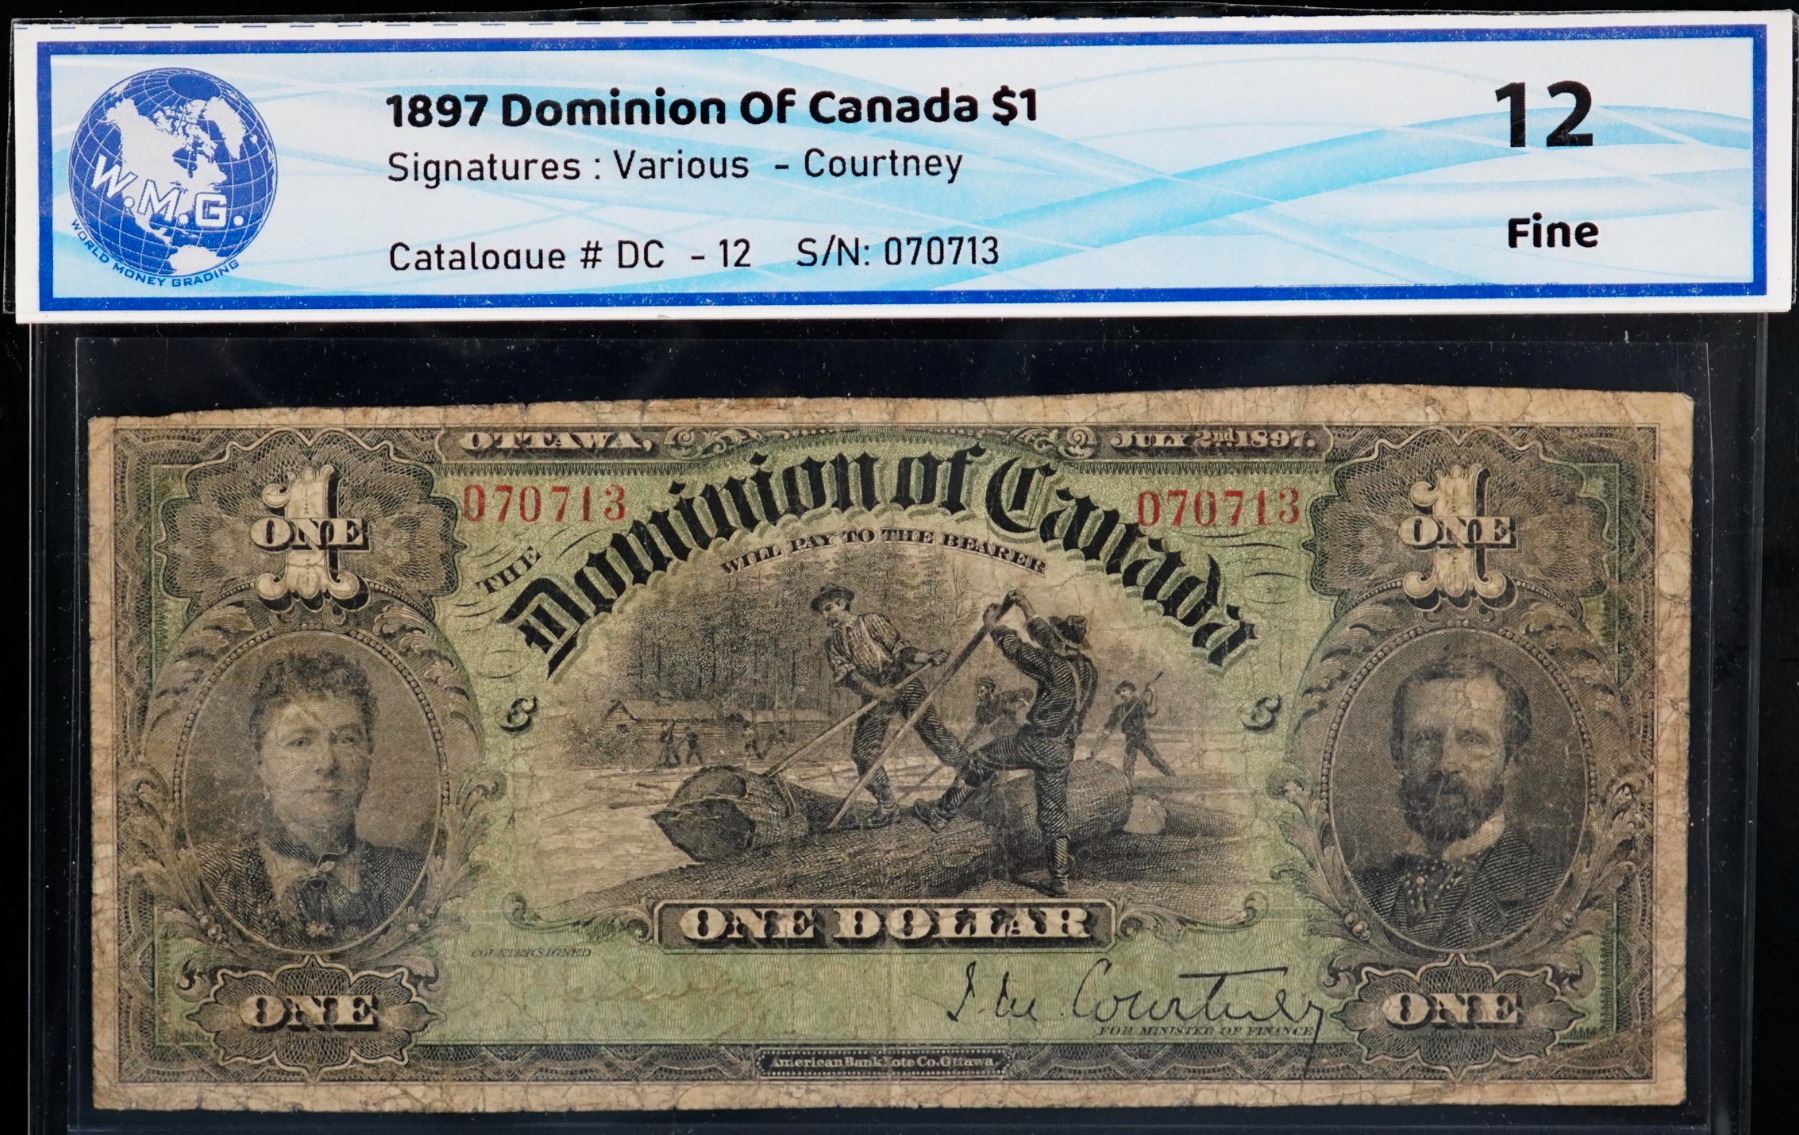 1897 Dominion Of Canada $1
12
Signatures : Various - Courtney
Fine
Catalogue # DC - 12 S/N: 070713
W.M.G.
WORLD MONEY GRADING
OTTAWA, JULY 2nd 1897.
1 ONE
070713
070713
1 ONE
THE Dominion of Canada
WILL PAY TO THE BEARER
ONE DOLLAR
COUNTERSIGNED
Courtney
FOR MINISTER OF FINANCE
ONE
ONE
American Bank Note Co. Ottawa.